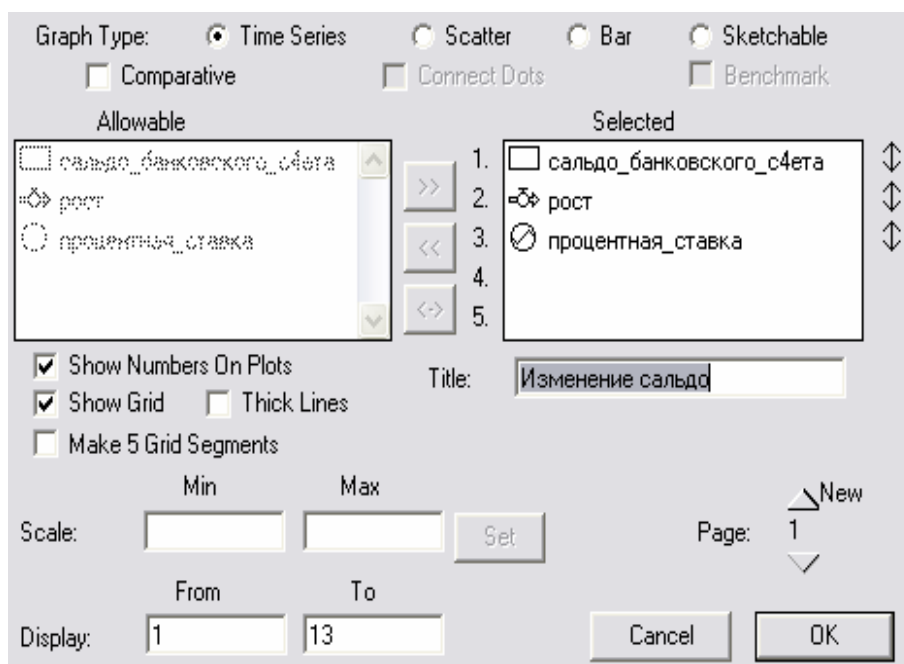 Graph Type: Time Series Scatter Bar Sketchable
Comparative Connect Dots Benchmark
Allowable Selected
сальдо_банковского_с4ета >> 1. сальдо_банковского_с4ета
рост 2. рост
процентная_ставка << 3. процентная_ставка
4.
<-> 5.
Show Numbers On Plots
Title: Изменение сальдо
Show Grid Thick Lines
Make 5 Grid Segments
Min Max
New
Scale: Set Page: 1
From To
Display: 1 13 Cancel OK